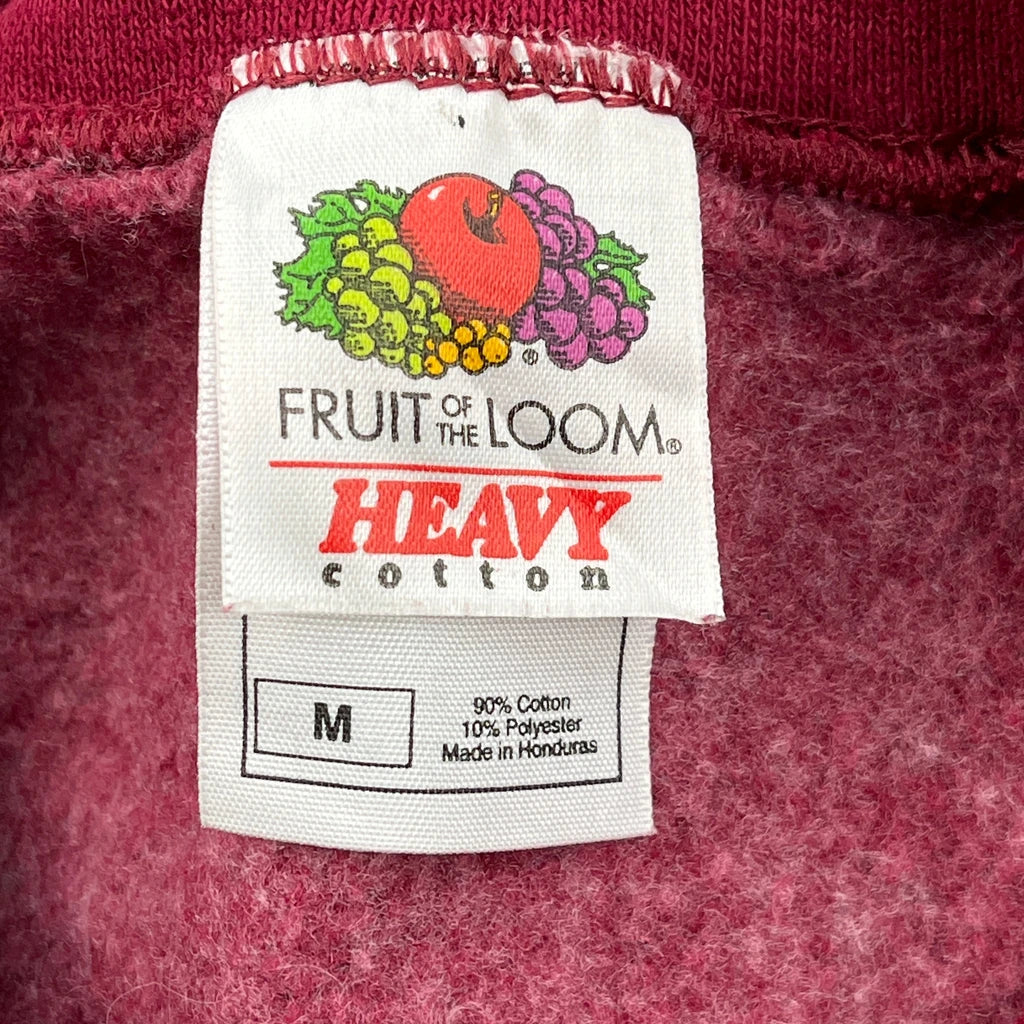 ®
FRUIT OF THE LOOM®
HEAVY
cotton
M
90% Cotton
10% Polyester
Made in Honduras